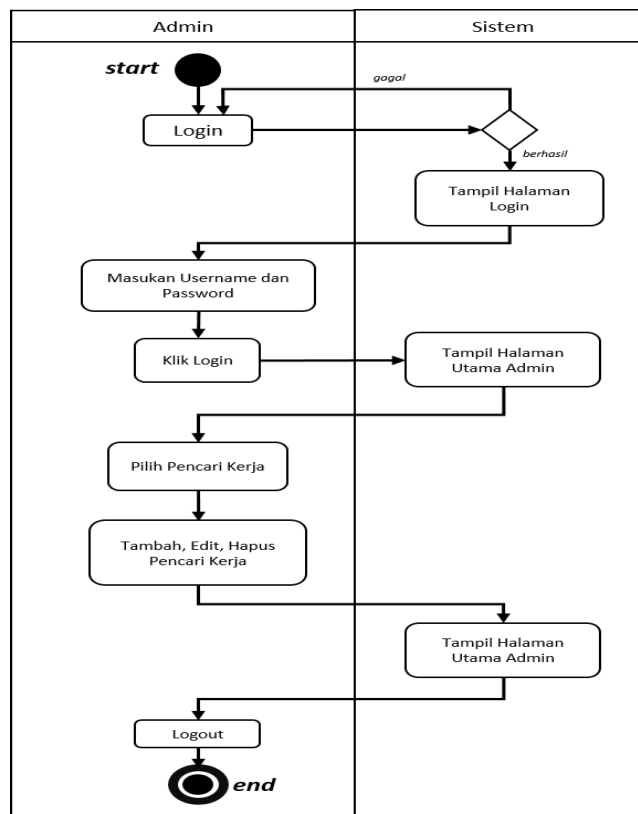 Admin
Sistem
start
gagal
Login
berhasil
Tampil Halaman
Login
Masukan Username dan
Password
Klik Login
Tampil Halaman
Utama Admin
Pilih Pencari Kerja
Tambah, Edit, Hapus
Pencari Kerja
Tampil Halaman
Utama Admin
Logout
end